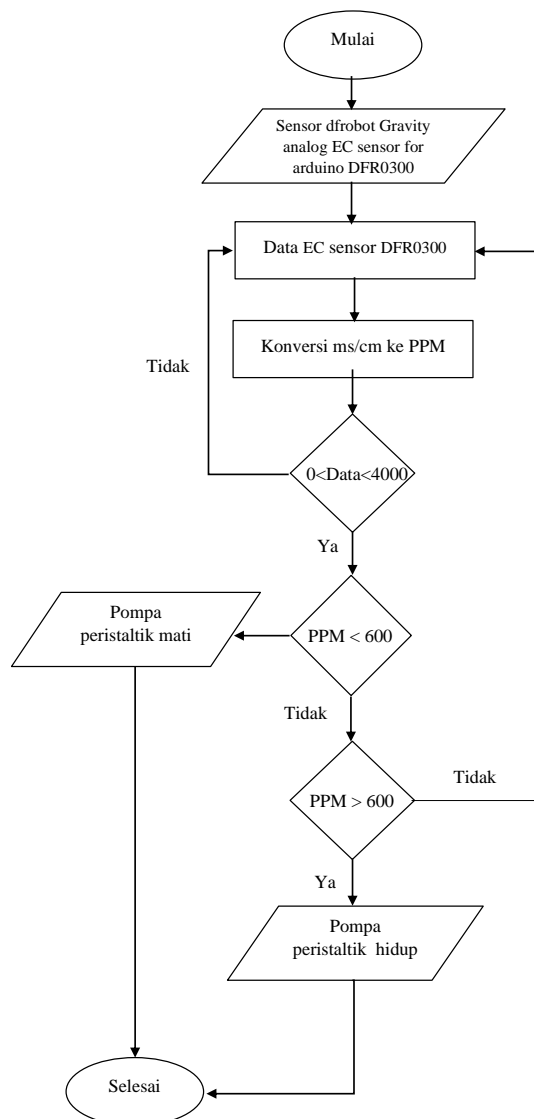 Mulai
Sensor dfrobot Gravity
analog EC sensor for
arduino DFR0300
Data EC sensor DFR0300
Konversi ms/cm ke PPM
Tidak
0<Data<4000
Ya
Pompa
peristaltik mati
PPM < 600
Tidak
PPM > 600
Tidak
Ya
Pompa
peristaltik hidup
Selesai